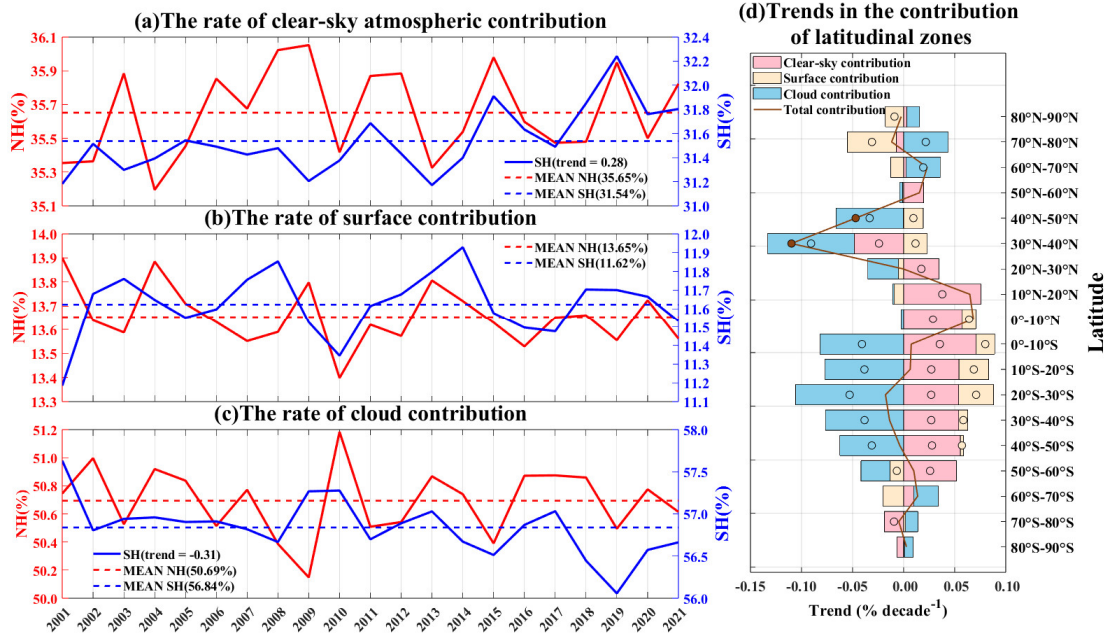 (a)The rate of clear-sky atmospheric contribution
36.1
35.9
35.7
35.5
35.3
35.1
NH(%)
32.4
32.2
32.0
31.8
31.6
31.4
31.2
31.0
SH(%)
SH(trend = 0.28)
MEAN NH(35.65%)
MEAN SH(31.54%)
(b)The rate of surface contribution
14.0
13.9
13.8
13.7
13.6
13.5
13.4
13.3
NH(%)
12.0
11.9
11.8
11.7
11.6
11.5
11.4
11.3
11.2
11.1
SH(%)
MEAN NH(13.65%)
MEAN SH(11.62%)
(c)The rate of cloud contribution
51.2
51.0
50.8
50.6
50.4
50.2
50.0
NH(%)
58.0
57.5
57.0
56.5
56.0
SH(%)
SH(trend = -0.31)
MEAN NH(50.69%)
MEAN SH(56.84%)
2001 2002 2003 2004 2005 2006 2007 2008 2009 2010 2011 2012 2013 2014 2015 2016 2017 2018 2019 2020 2021
(d)Trends in the contribution
of latitudinal zones
Clear-sky contribution
Surface contribution
Cloud contribution
Total contribution
80°N-90°N
70°N-80°N
60°N-70°N
50°N-60°N
40°N-50°N
30°N-40°N
20°N-30°N
10°N-20°N
0°-10°N
0°-10°S
10°S-20°S
20°S-30°S
30°S-40°S
40°S-50°S
50°S-60°S
60°S-70°S
70°S-80°S
80°S-90°S
Latitude
-0.15 -0.10 -0.05 0.00 0.05 0.10
Trend (% decade⁻¹)